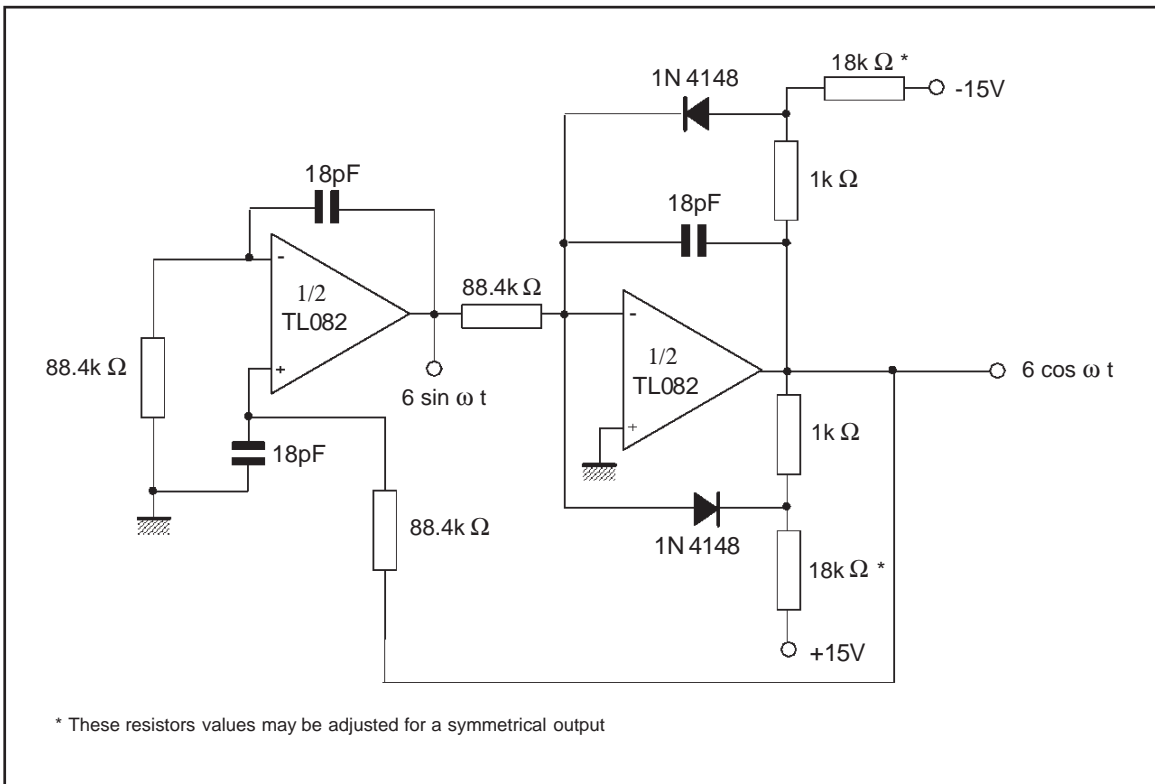 18k Ω *
1N 4148
-15V
18pF
1k Ω
18pF
-
88.4k Ω
1/2
TL082
-
88.4k Ω
1/2
TL082
+
6 sin ω t
6 cos ω t
+
1k Ω
18pF
88.4k Ω
1N 4148
18k Ω *
+15V
* These resistors values may be adjusted for a symmetrical output